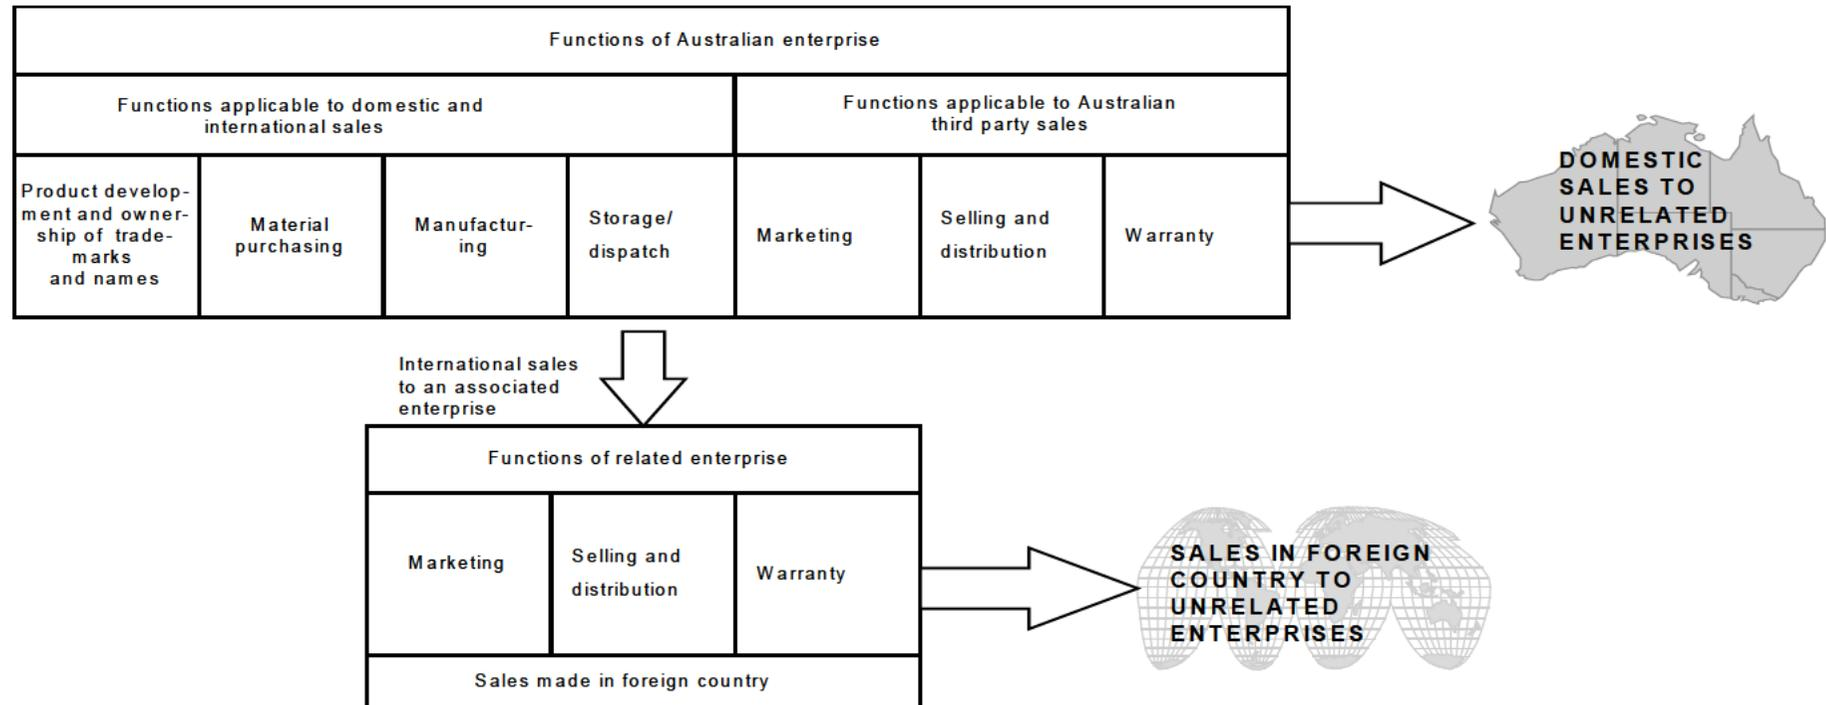 Functions of Australian enterprise
Functions applicable to domestic and
international sales
Functions applicable to Australian
third party sales
Product develop-
ment and owner-
ship of trade-
marks
and names
Material
purchasing
Manufactur-
ing
Storage/
dispatch
Marketing
Selling and
distribution
Warranty
DOMESTIC
SALES TO
UNRELATED
ENTERPRISES
International sales
to an associated
enterprise
Functions of related enterprise
Marketing
Selling and
distribution
Warranty
SALES IN FOREIGN
COUNTRY TO
UNRELATED
ENTERPRISES
Sales made in foreign country